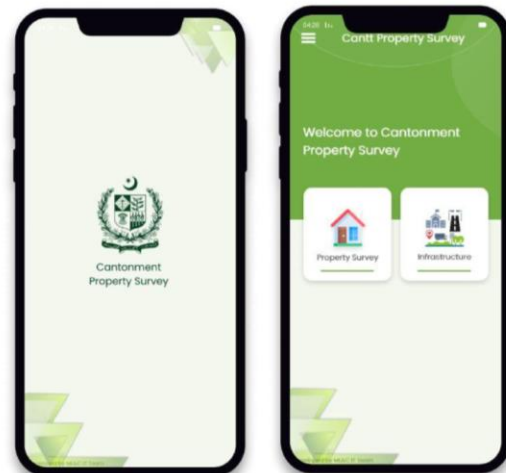 Cantonment
Property Survey
Cantt Property Survey
Welcome to Cantonment
Property Survey
Property Survey
Infrastructure